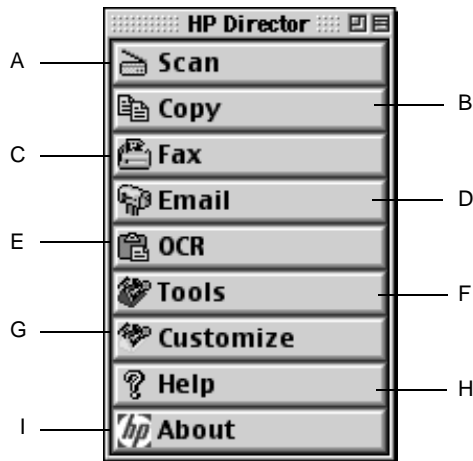 HP Director
A Scan
Copy B
C Fax
Email D
E OCR
Tools F
G Customize
Help H
I hp About